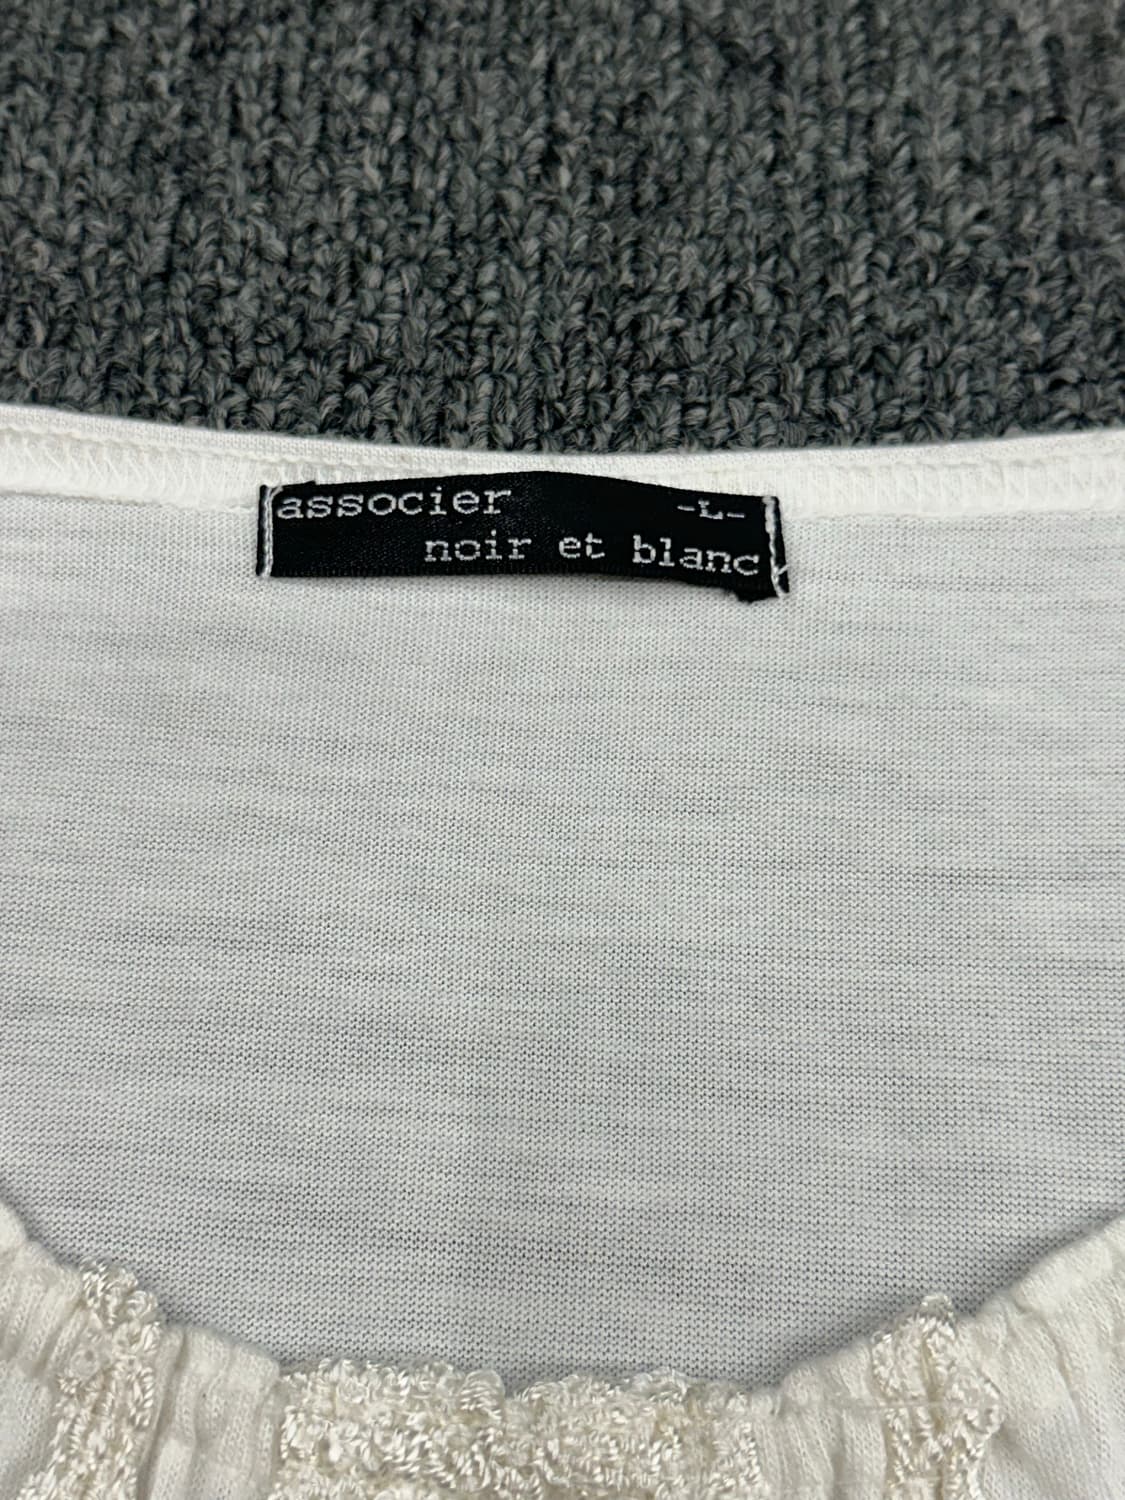 associer -L-
noir et blanc